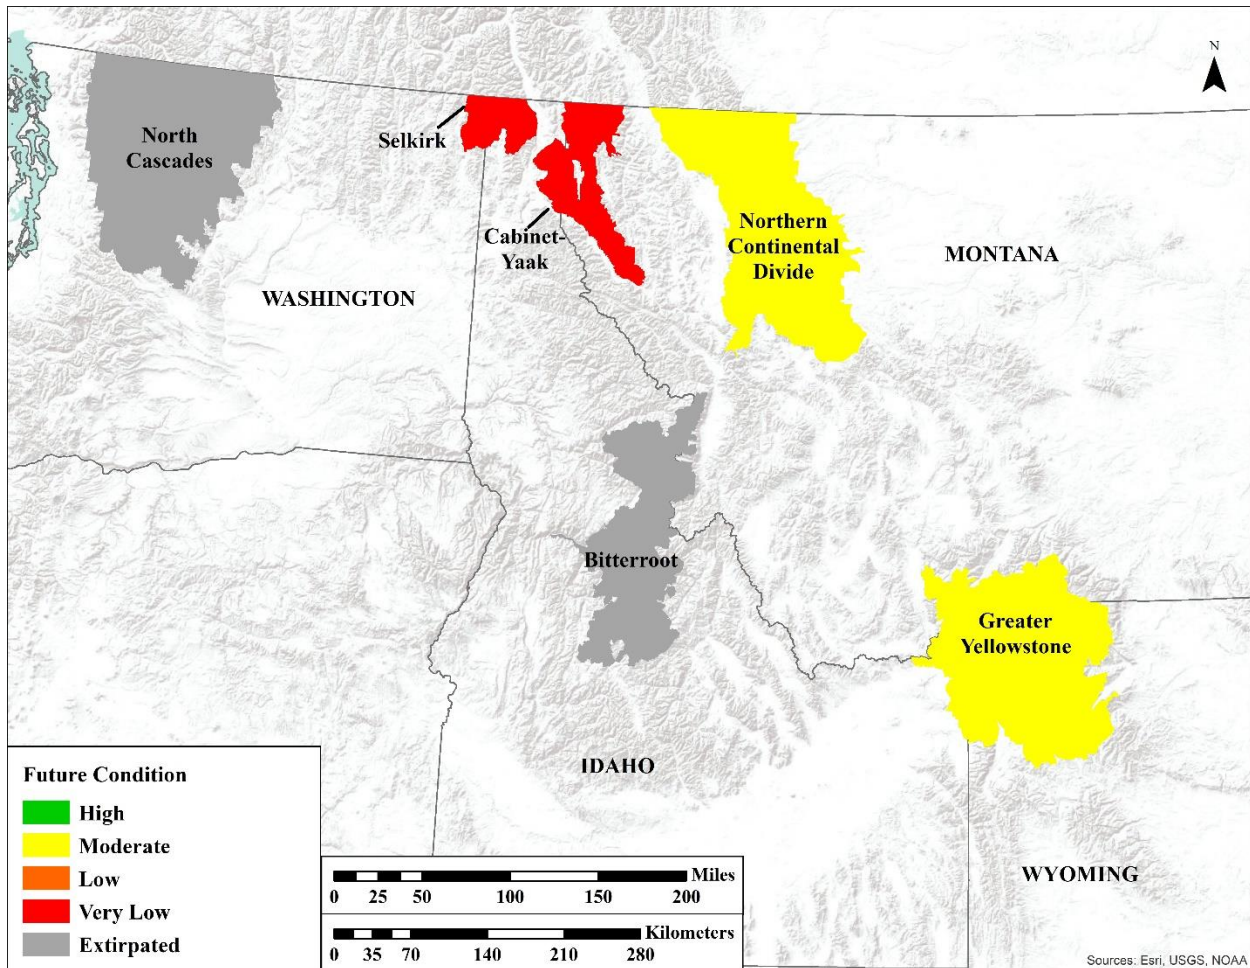 N
North
Cascades
Selkirk
Cabinet-
Yaak
Northern
Continental
Divide
MONTANA
WASHINGTON
Bitterroot
Greater
Yellowstone
IDAHO
WYOMING
Future Condition
High
Moderate
Low
Very Low
Extirpated
Miles
0 25 50 100 150 200
Kilometers
0 35 70 140 210 280
Sources: Esri, USGS, NOAA